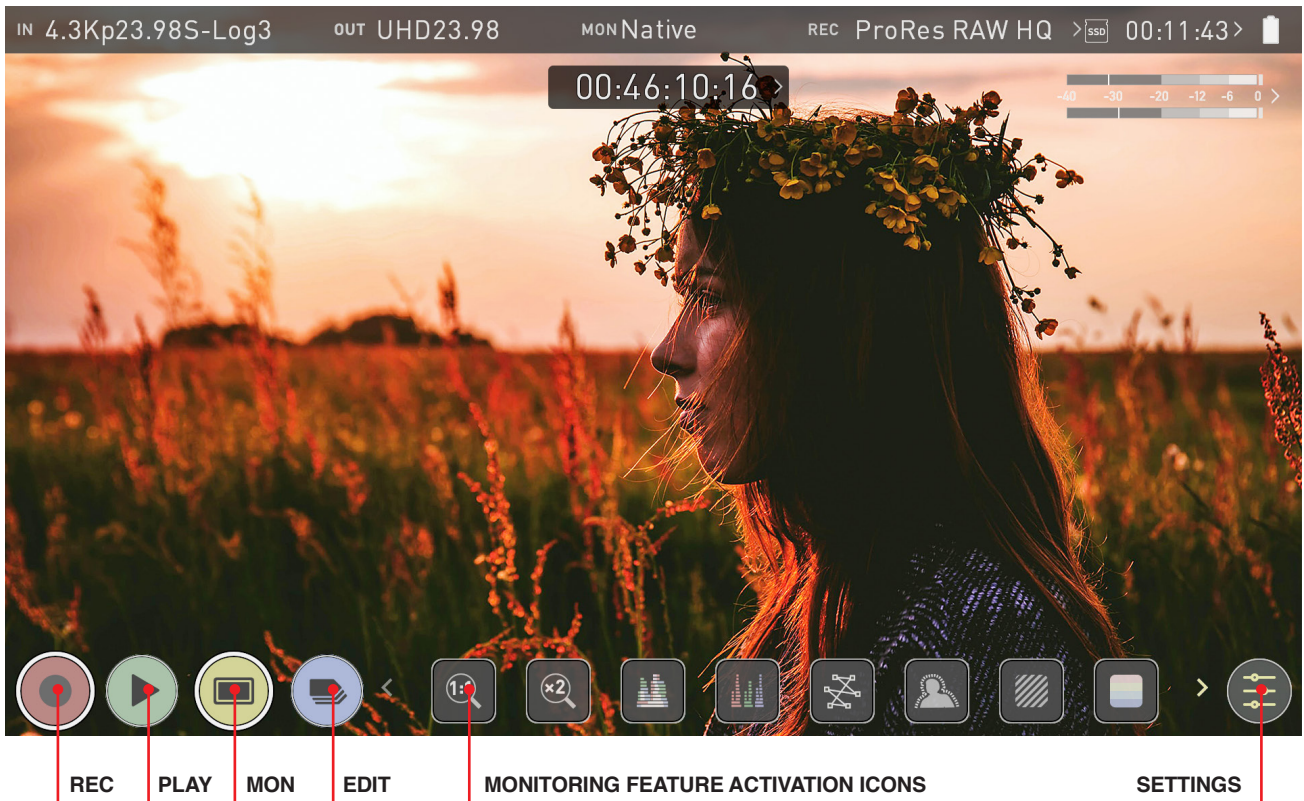 IN 4.3Kp23.98S-Log3 OUT UHD23.98 MON Native REC ProRes RAW HQ > SSD 00:11:43 >
00:46:10:16 >
-40 -30 -20 -12 -6 0 >
< 1:1 x2 >
REC PLAY MON EDIT MONITORING FEATURE ACTIVATION ICONS SETTINGS